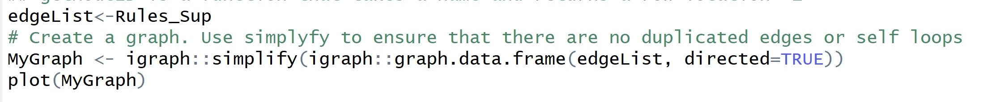 edgeList<-Rules_Sup
# Create a graph. Use simplyfy to ensure that there are no duplicated edges or self loops
MyGraph <- igraph::simplify(igraph::graph.data.frame(edgeList, directed=TRUE))
plot(MyGraph)